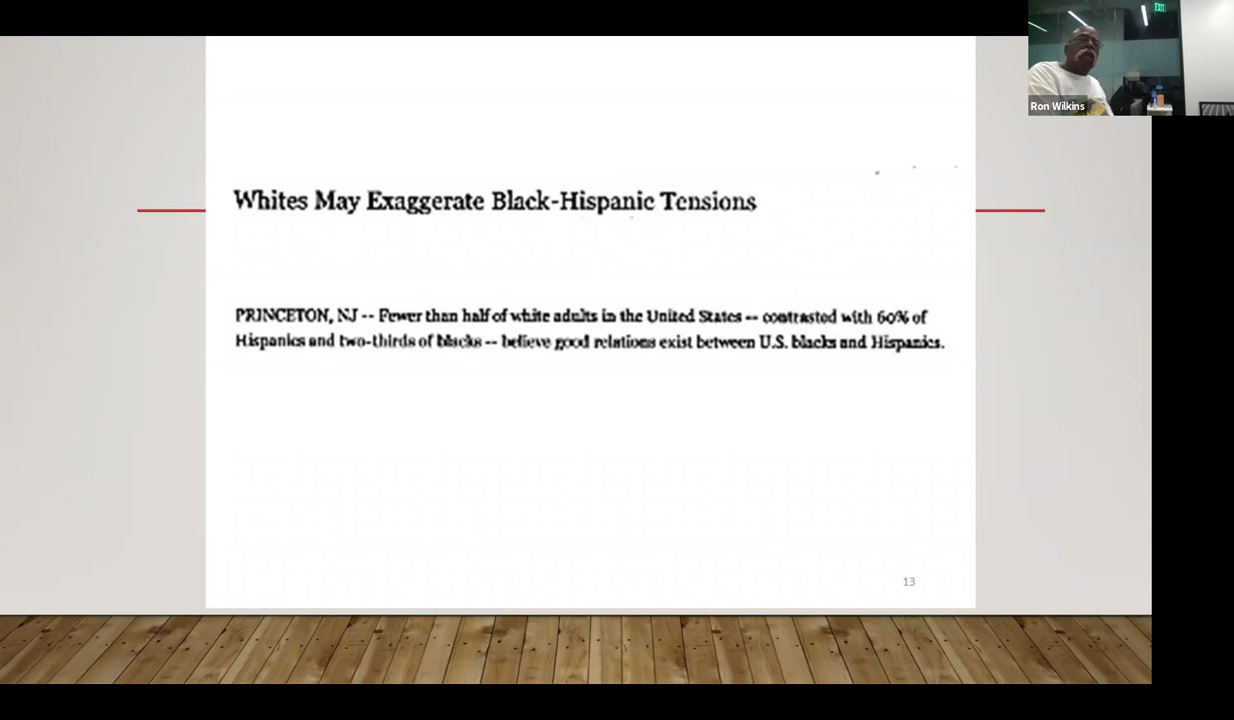 EXIT
Ron Wilkins
Whites May Exaggerate Black-Hispanic Tensions
PRINCETON, NJ -- Fewer than half of white adults in the United States -- contrasted with 60% of
Hispanics and two-thirds of blacks -- believe good relations exist between U.S. blacks and Hispanics.
13